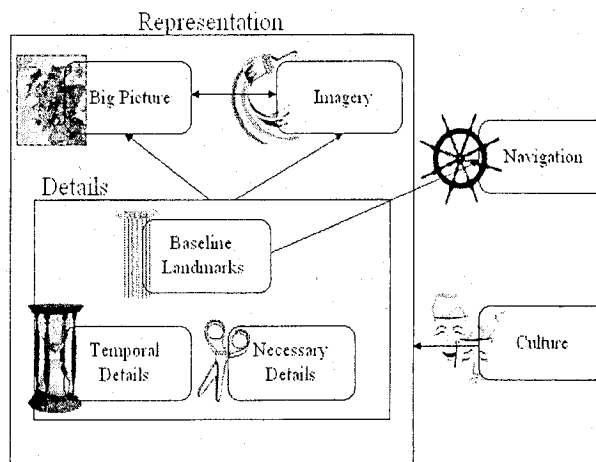 Representation
Big Picture
Imagery
Navigation
Details
Baseline
Landmarks
Temporal
Details
Necessary
Details
Culture